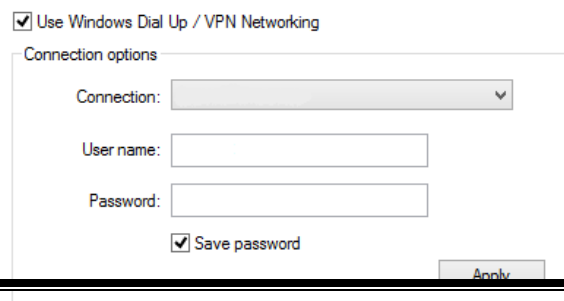 Use Windows Dial Up / VPN Networking
Connection options
Connection:
User name:
Password:
Save password
Apply